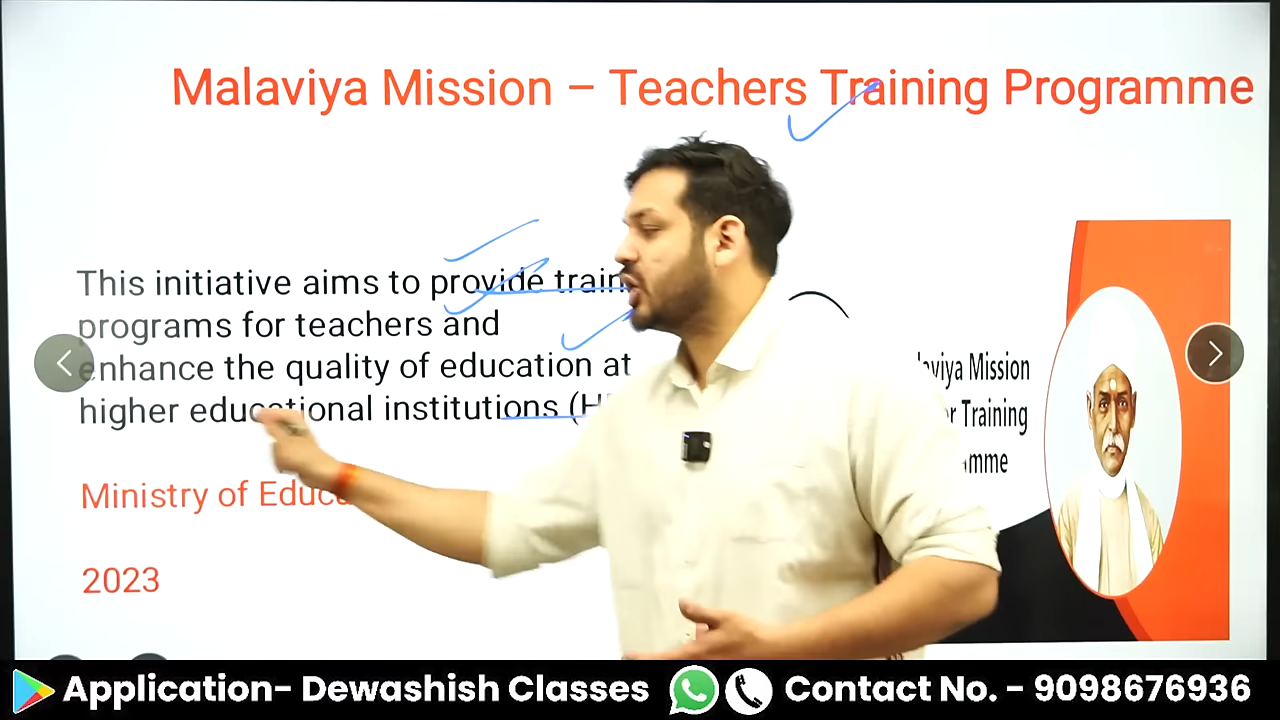 Malaviya Mission – Teachers Training Programme
This initiative aims to provide
programs for teachers and
enhance the quality of education at
higher educational institutions
Mission
Training
Ministry of
2023
Application- Dewashish Classes
Contact No. - 9098676936